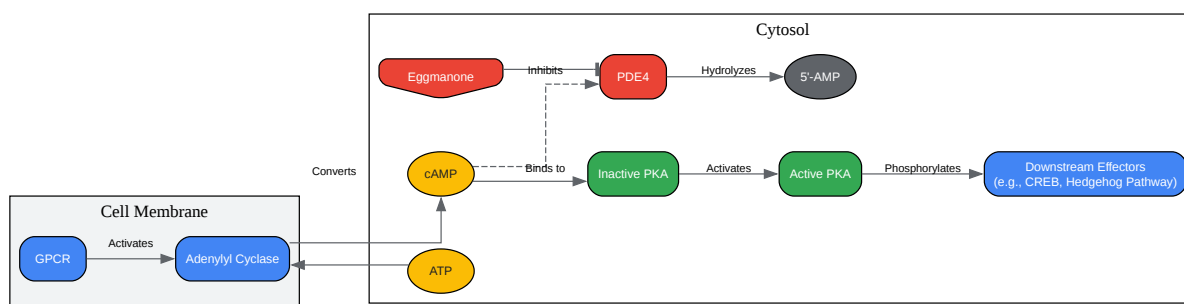 Cytosol
Eggmanone
Inhibits
PDE4
Hydrolyzes
5'-AMP
Converts
cAMP
Binds to
Inactive PKA
Activates
Active PKA
Phosphorylates
Downstream Effectors
(e.g., CREB, Hedgehog Pathway)
Cell Membrane
GPCR
Activates
Adenylyl Cyclase
ATP